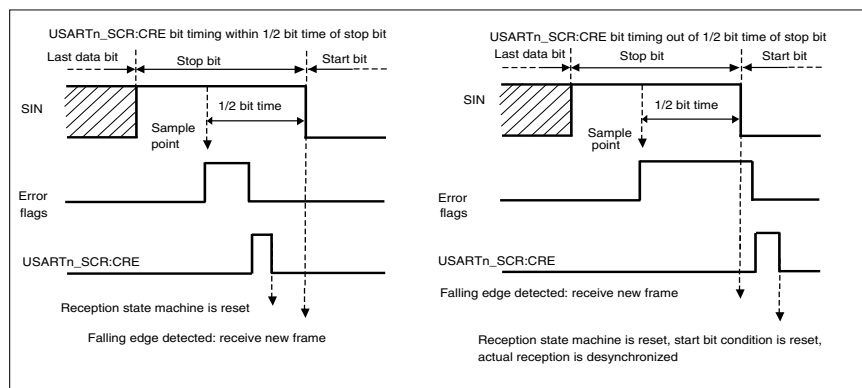 USARTn_SCR:CRE bit timing within 1/2 bit time of stop bit
Last data bit
Stop bit
Start bit
SIN
1/2 bit time
Sample
point
Error
flags
USARTn_SCR:CRE
Reception state machine is reset
Falling edge detected: receive new frame
USARTn_SCR:CRE bit timing out of 1/2 bit time of stop bit
Last data bit
Stop bit
Start bit
SIN
1/2 bit time
Sample
point
Error
flags
USARTn_SCR:CRE
Falling edge detected: receive new frame
Reception state machine is reset, start bit condition is reset,
actual reception is desynchronized